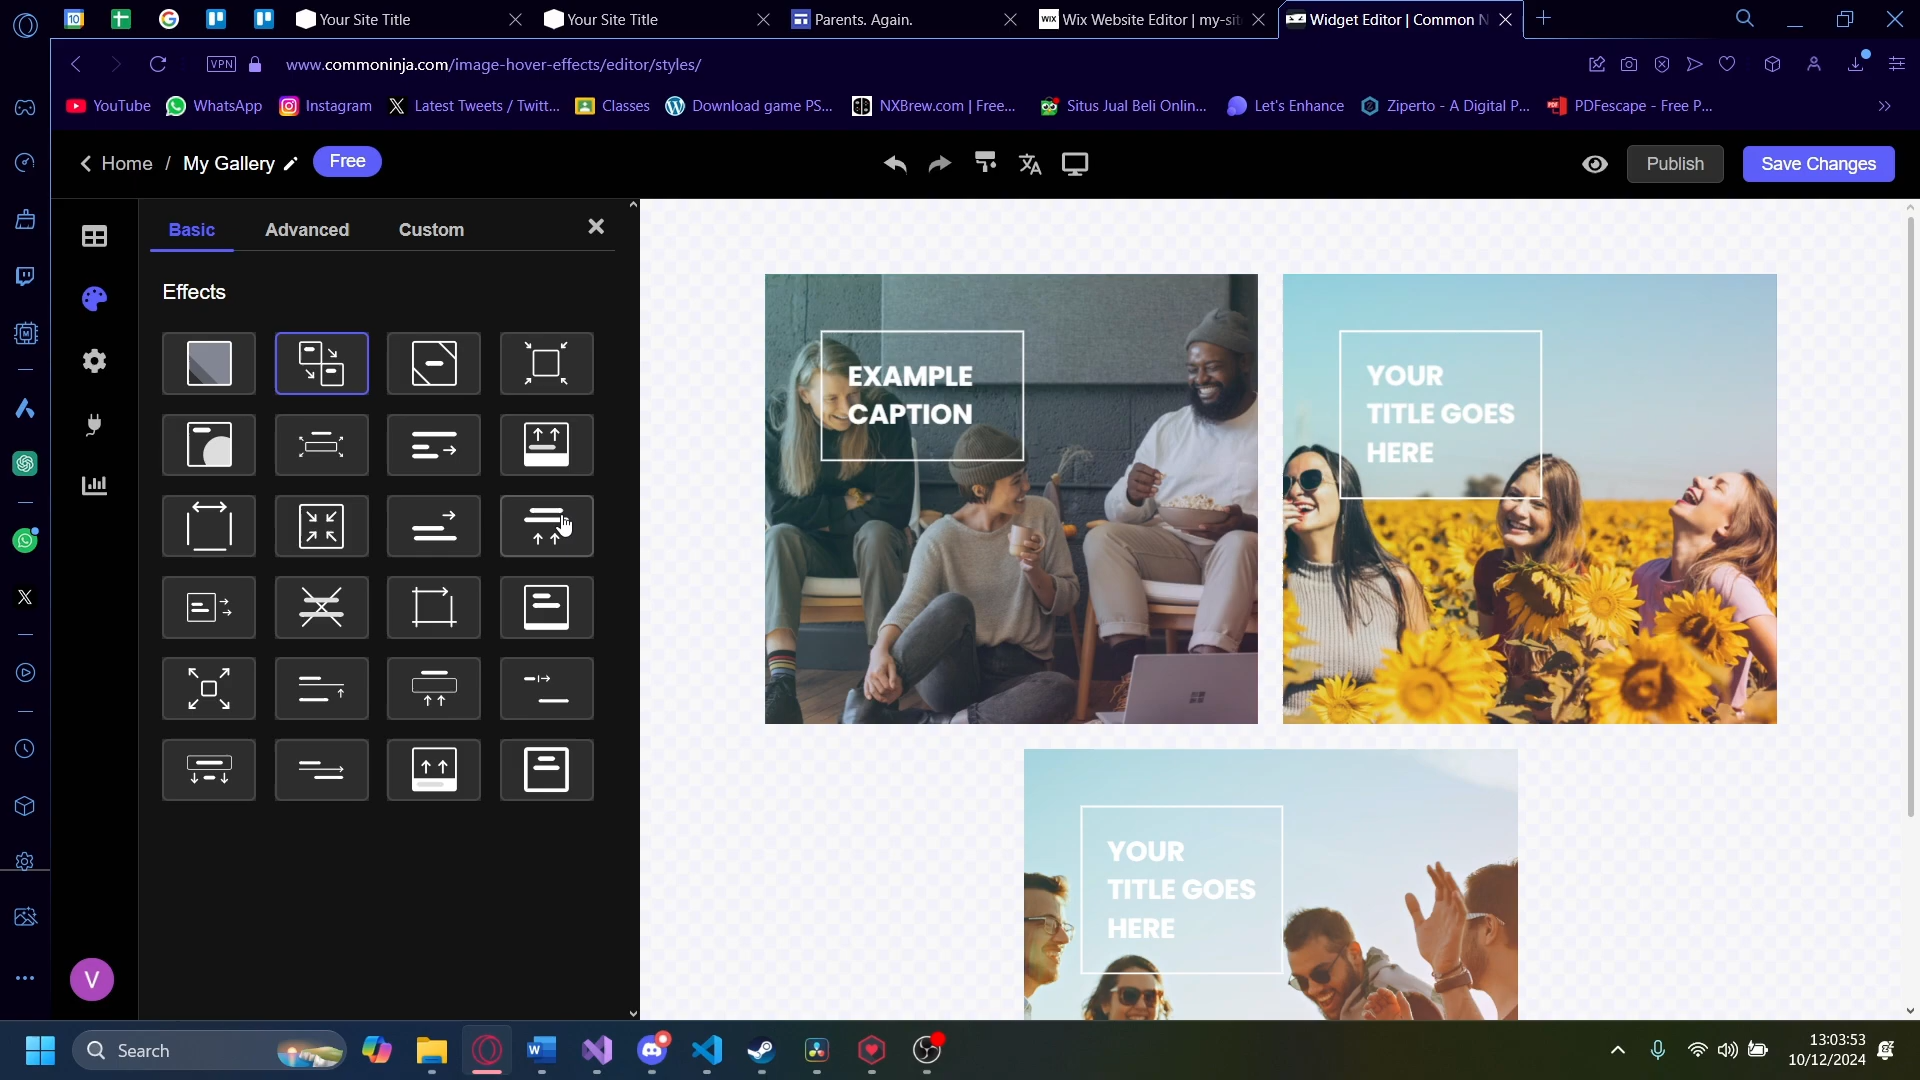 Your Site Title
Your Site Title
Parents. Again.
Wix Website Editor | my-sit
Widget Editor | Common N
VPN
www.commoninja.com/image-hover-effects/editor/styles/
YouTube
WhatsApp
Instagram
Latest Tweets / Twitt...
Classes
Download game PS...
NXBrew.com | Free...
Situs Jual Beli Onlin...
Let's Enhance
Ziperto - A Digital P...
PDFescape - Free P...
Home / My Gallery
Free
Publish
Save Changes
Basic
Advanced
Custom
Effects
EXAMPLE
CAPTION
YOUR
TITLE GOES
HERE
YOUR
TITLE GOES
HERE
V
Search
13:03:53
10/12/2024